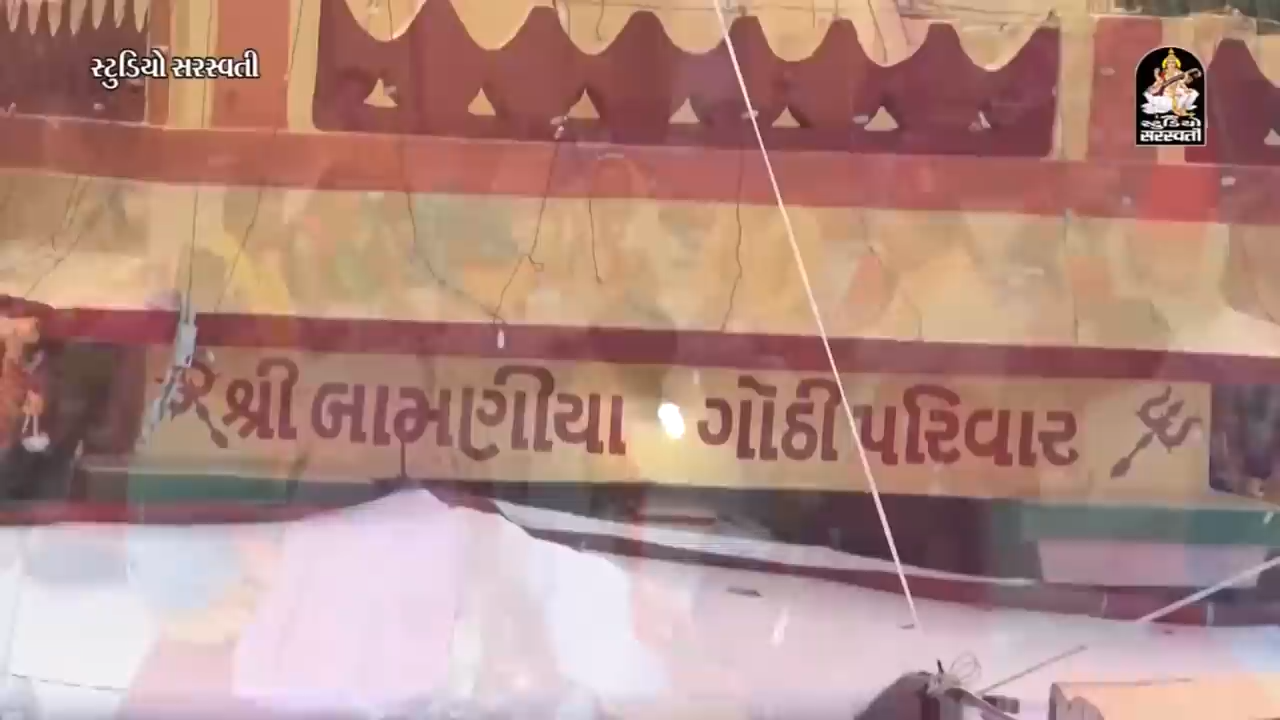 સ્ટુડિયો સરસ્વતી
સ્ટુડિયો
સરસ્વતી
શ્રી બામણીયા ગોઠી પરિવાર